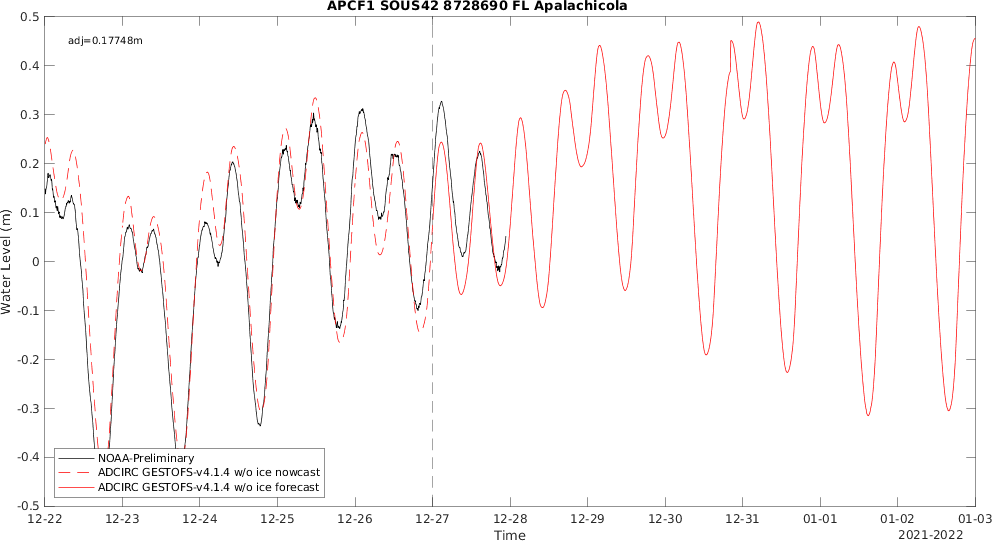 APCF1 SOUS42 8728690 FL Apalachicola
adj=0.17748m
0.5
0.4
0.3
0.2
0.1
0
-0.1
-0.2
-0.3
-0.4
-0.5
Water Level (m)
NOAA-Preliminary
ADCIRC GESTOFS-v4.1.4 w/o ice nowcast
ADCIRC GESTOFS-v4.1.4 w/o ice forecast
12-22 12-23 12-24 12-25 12-26 12-27 12-28 12-29 12-30 12-31 01-01 01-02 01-03
Time
2021-2022